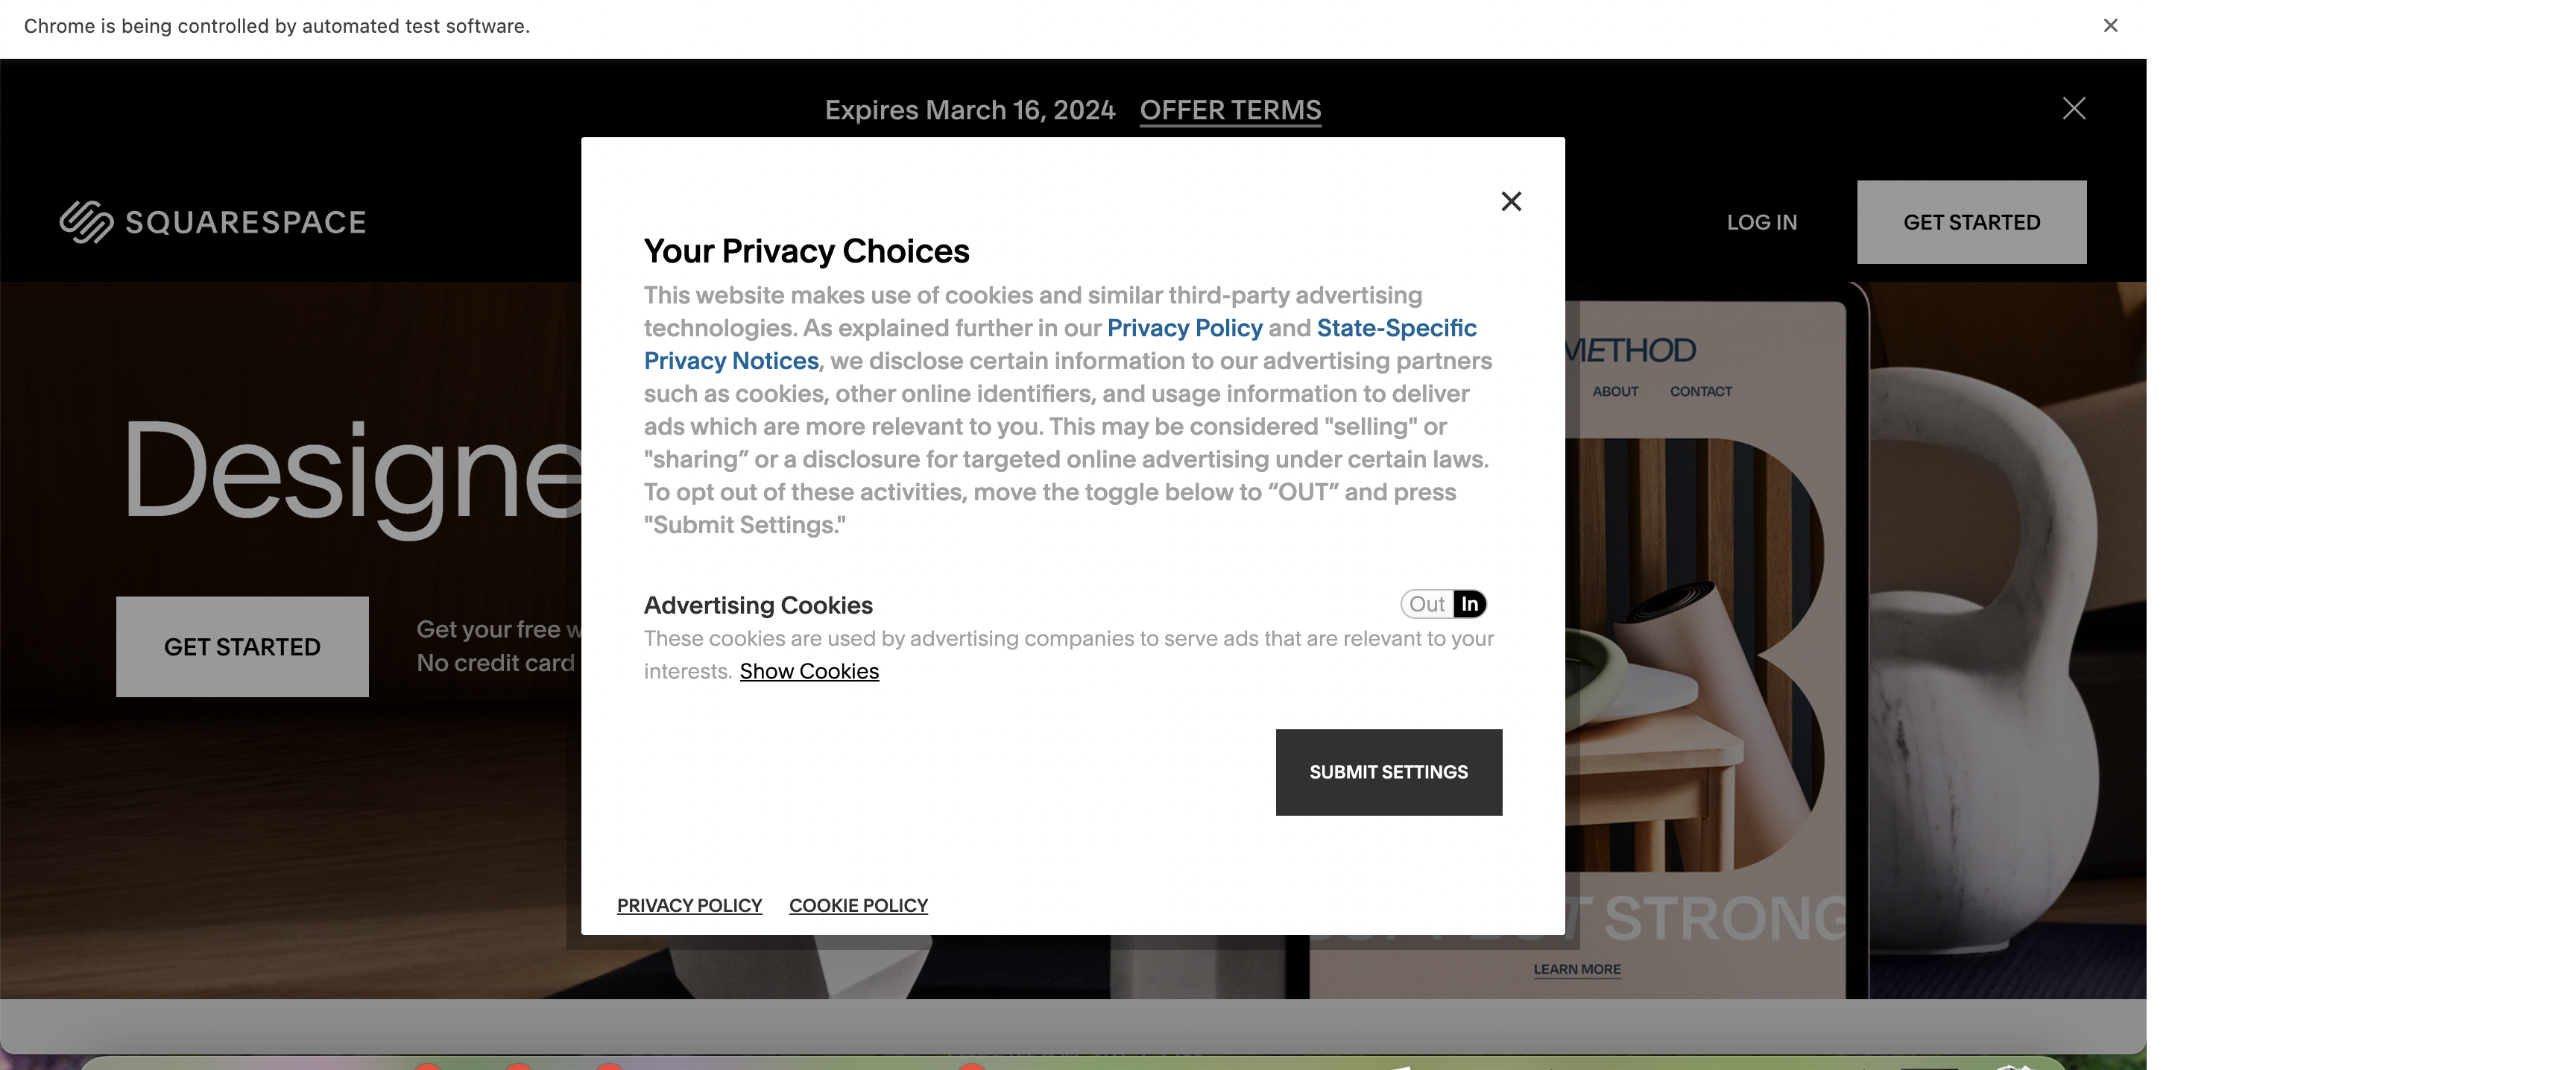 Chrome is being controlled by automated test software.
Expires March 16, 2024 OFFER TERMS
SQUARESPACE
LOG IN
GET STARTED
Your Privacy Choices
This website makes use of cookies and similar third-party advertising
technologies. As explained further in our Privacy Policy and State-Specific
Privacy Notices, we disclose certain information to our advertising partners
such as cookies, other online identifiers, and usage information to deliver
ads which are more relevant to you. This may be considered "selling" or
"sharing” or a disclosure for targeted online advertising under certain laws.
To opt out of these activities, move the toggle below to “OUT” and press
"Submit Settings."
Advertising Cookies
Out In
These cookies are used by advertising companies to serve ads that are relevant to your
interests. Show Cookies
SUBMIT SETTINGS
PRIVACY POLICY COOKIE POLICY
Designe
GET STARTED
Get your free w
No credit card
METHOD
ABOUT CONTACT
STRONG
LEARN MORE